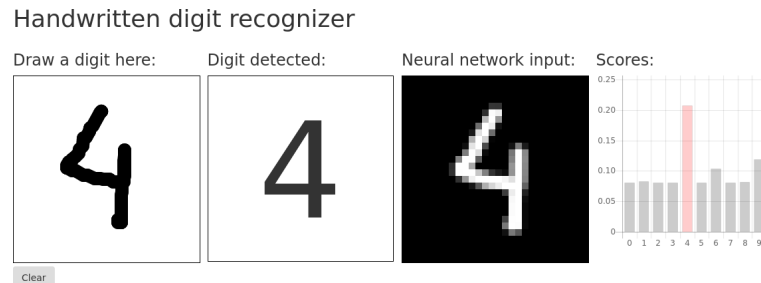 Handwritten digit recognizer
Draw a digit here: Digit detected: Neural network input: Scores:
4 4 4
0.25
0.20
0.15
0.10
0.05
0
0 1 2 3 4 5 6 7 8 9
Clear